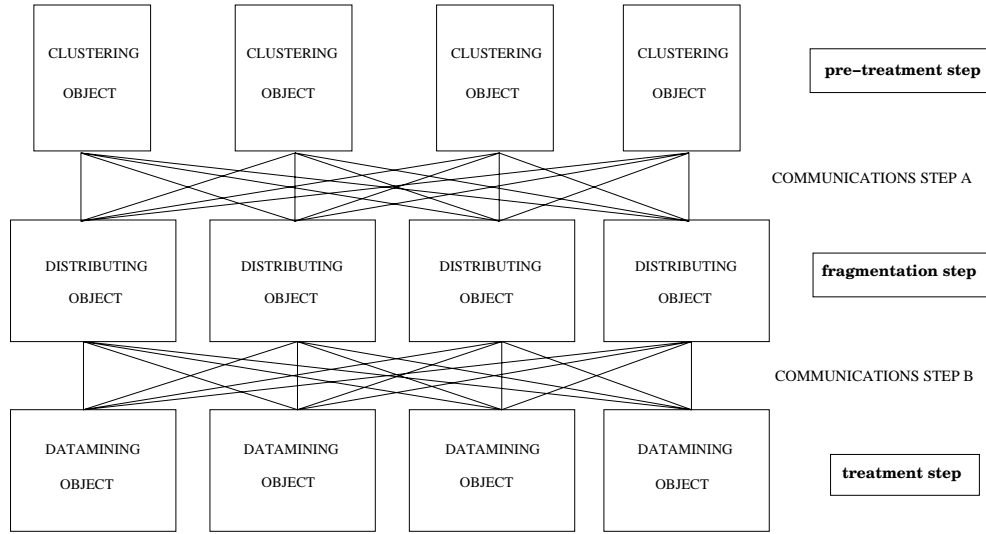 CLUSTERING CLUSTERING CLUSTERING CLUSTERING
OBJECT OBJECT OBJECT OBJECT
pre−treatment step
COMMUNICATIONS STEP A
DISTRIBUTING DISTRIBUTING DISTRIBUTING DISTRIBUTING
OBJECT OBJECT OBJECT OBJECT
fragmentation step
COMMUNICATIONS STEP B
DATAMINING DATAMINING DATAMINING DATAMINING
OBJECT OBJECT OBJECT OBJECT
treatment step